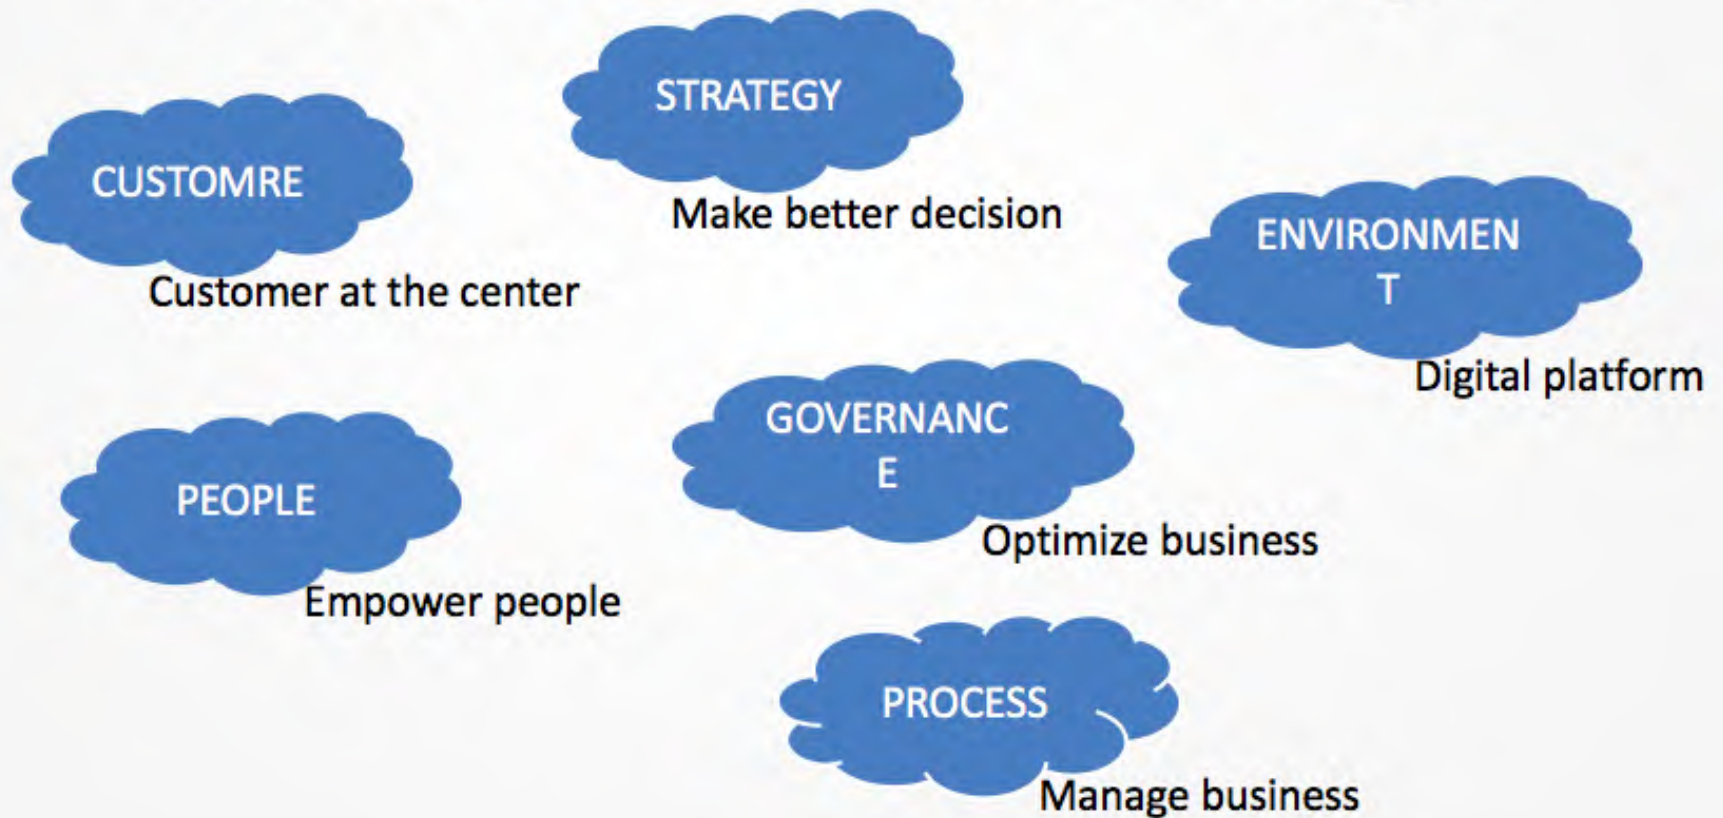 STRATEGY
Make better decision
CUSTOMRE
Customer at the center
ENVIRONMEN
T
Digital platform
GOVERNANC
E
Optimize business
PEOPLE
Empower people
PROCESS
Manage business